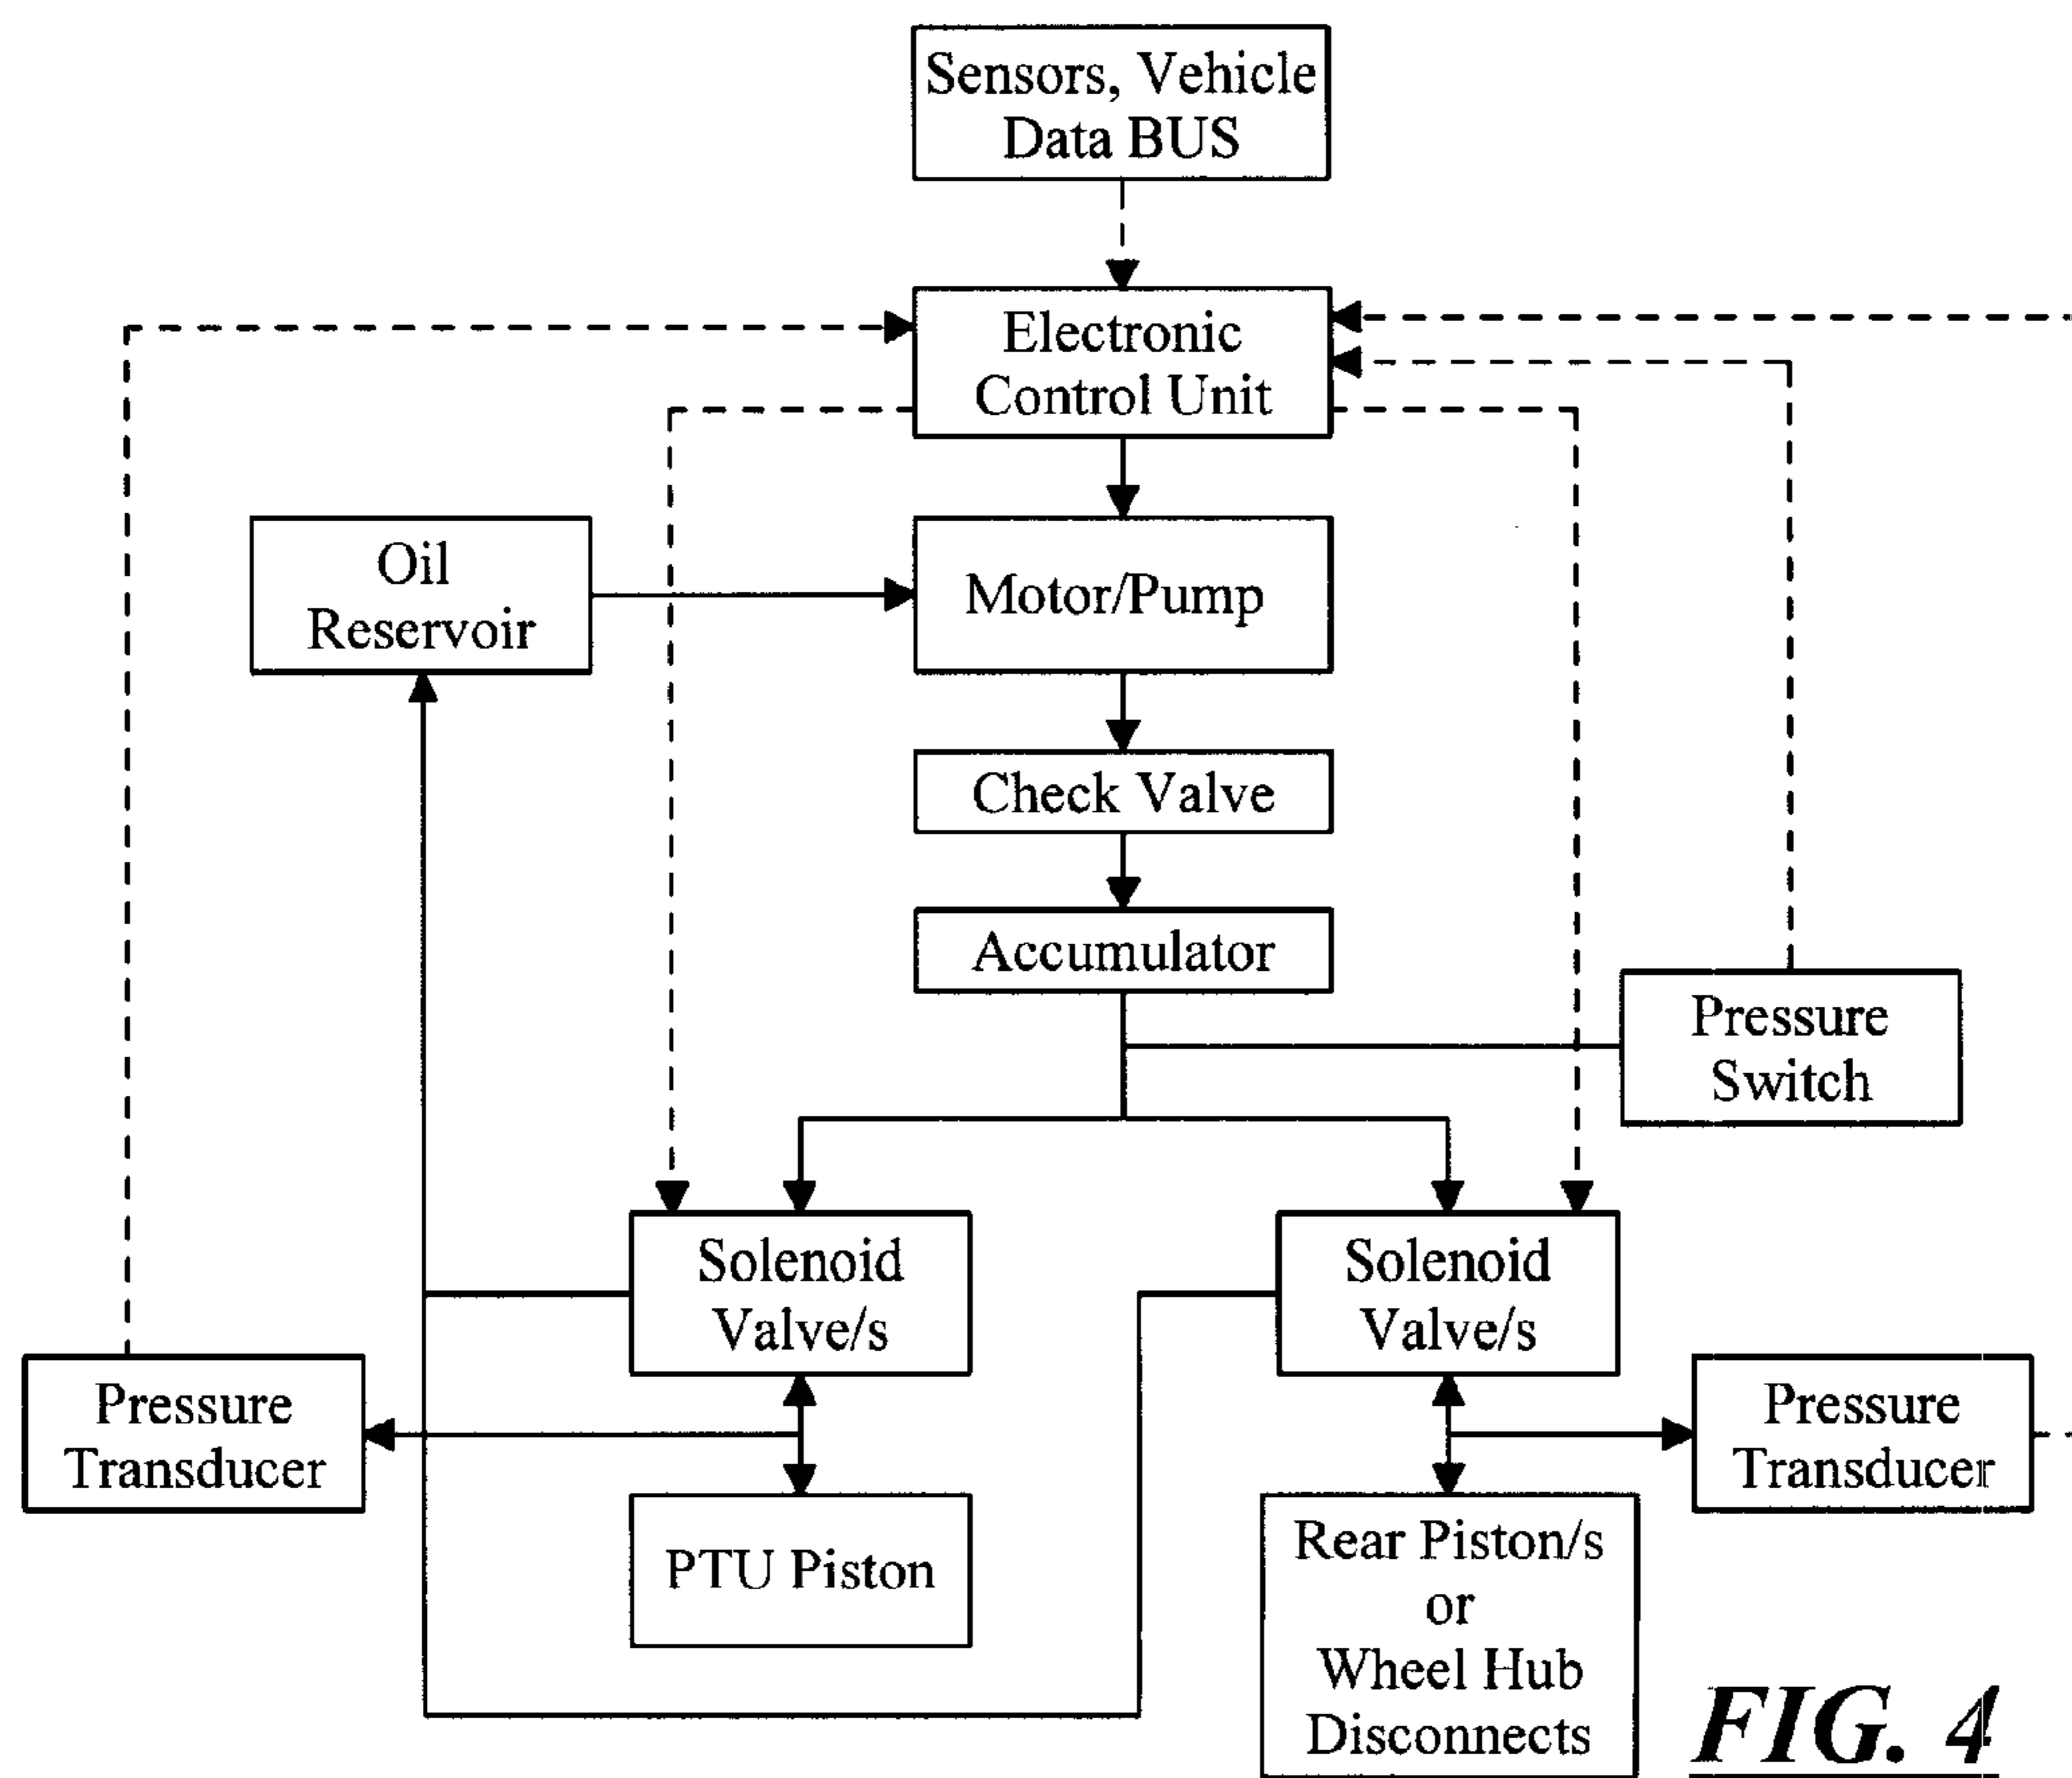 Sensors, Vehicle
Data BUS
Electronic
Control Unit
Oil
Reservoir
Motor/Pump
Check Valve
Accumulator
Pressure
Switch
Solenoid
Valve/s
Solenoid
Valve/s
Pressure
Transducer
Pressure
Transducer
PTU Piston
Rear Piston/s
or
Wheel Hub
Disconnects
FIG. 4